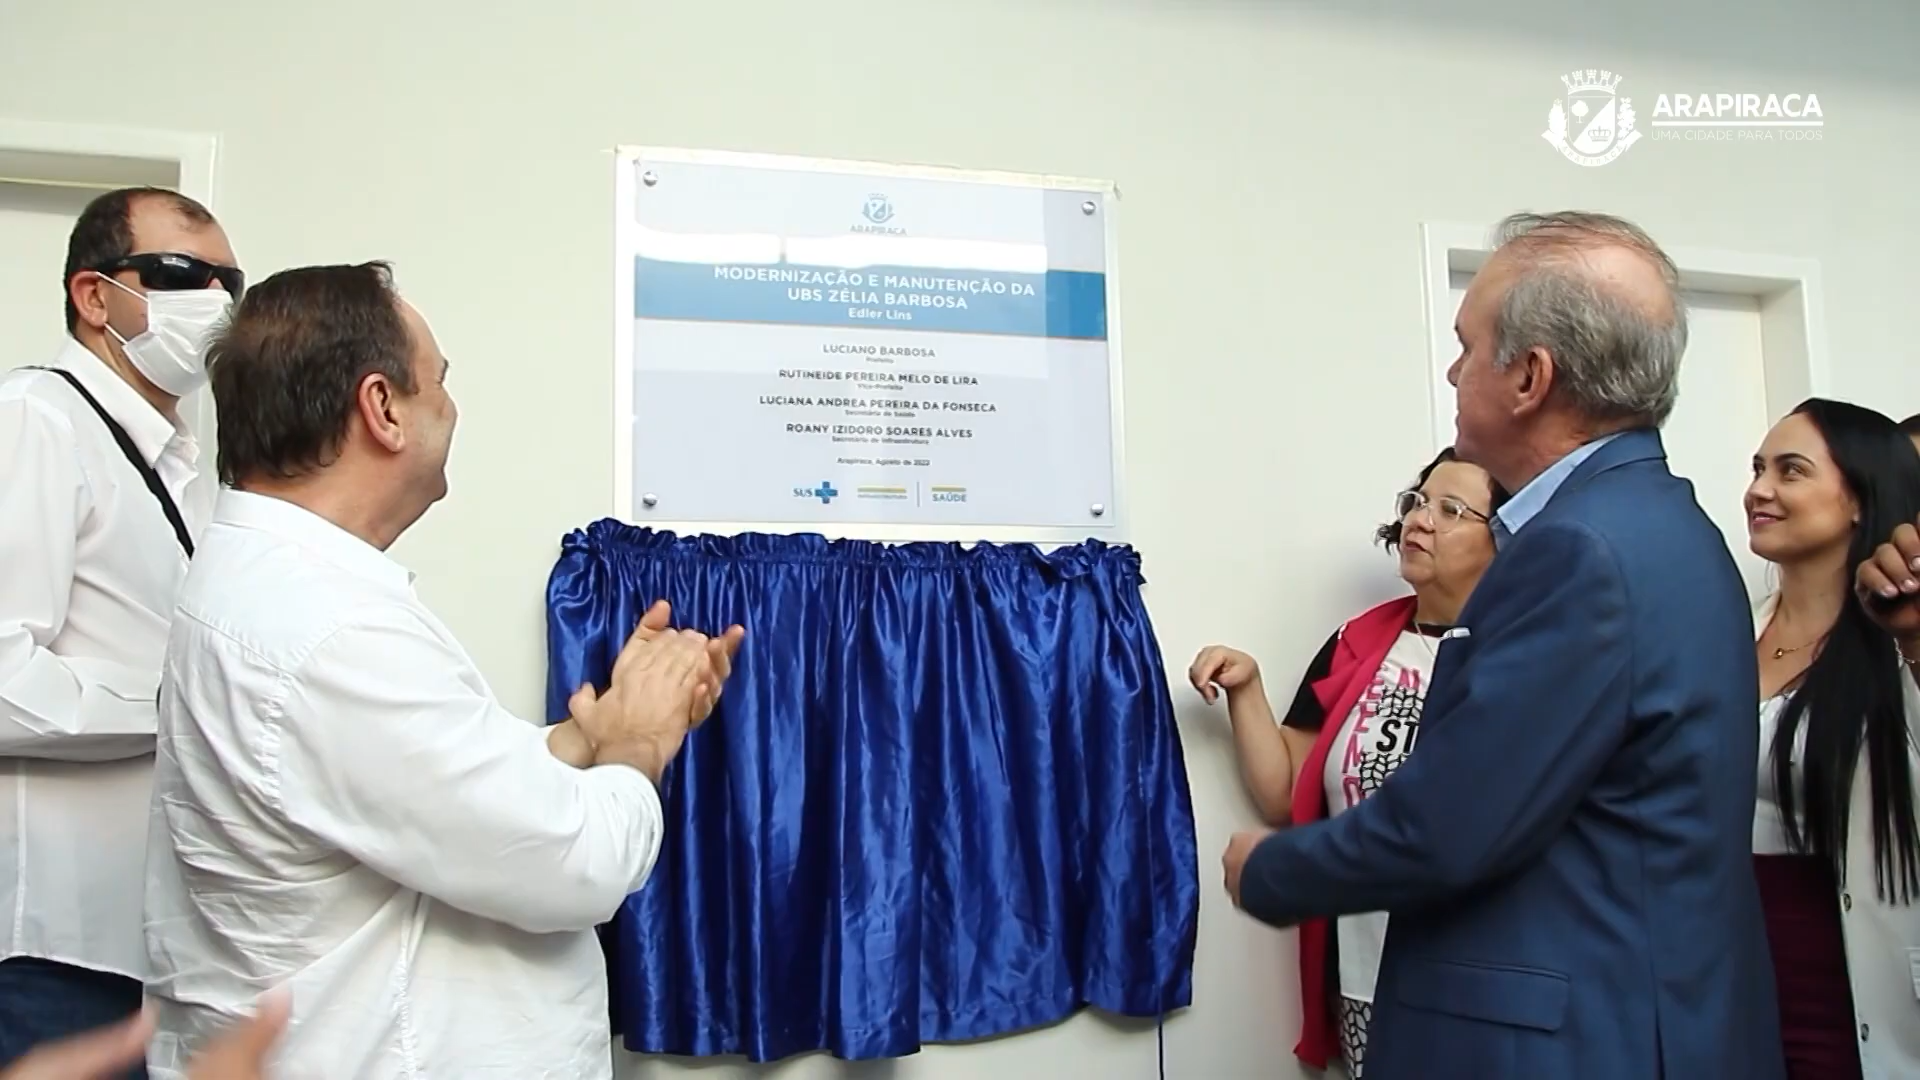 ARAPIRACA
UMA CIDADE PARA TODOS
ARAPIRACA
MODERNIZAÇÃO E MANUTENÇÃO DA
UBS ZÉLIA BARBOSA
Edler Lins
LUCIANO BARBOSA
Prefeito
RUTINEIDE PEREIRA MELO DE LIRA
Vice-Prefeita
LUCIANA ANDREA PEREIRA DA FONSECA
Secretária de Saúde
ROANY IZIDORO SOARES ALVES
Secretário de Infraestrutura
Arapiraca, Agosto de 2022
SUS INFRAESTRUTURA SAÚDE
ST